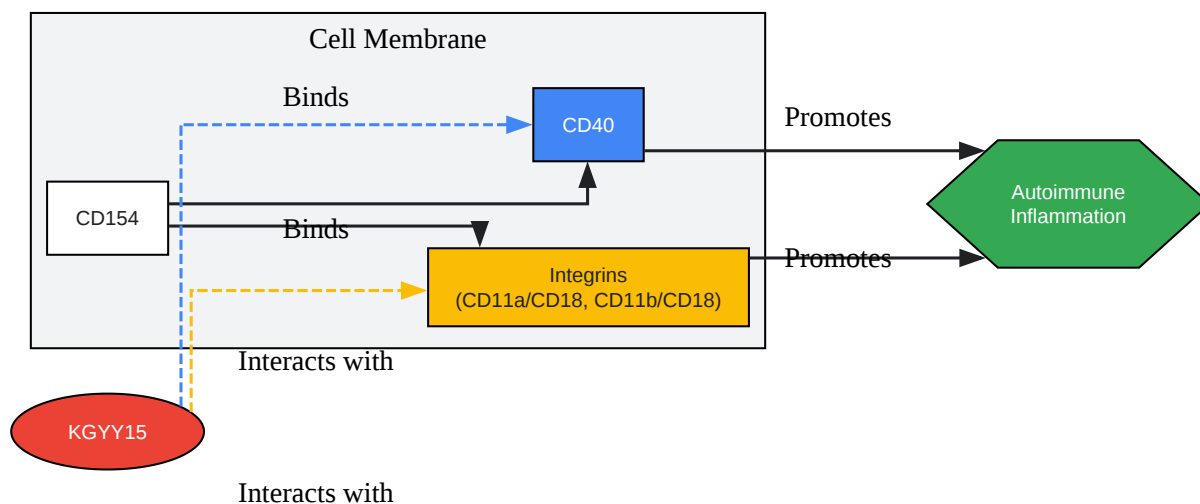 Cell Membrane
Binds
CD40
Promotes
CD154
Autoimmune
Inflammation
Binds
Promotes
Integrins
(CD11a/CD18, CD11b/CD18)
Interacts with
KGYY15
Interacts with